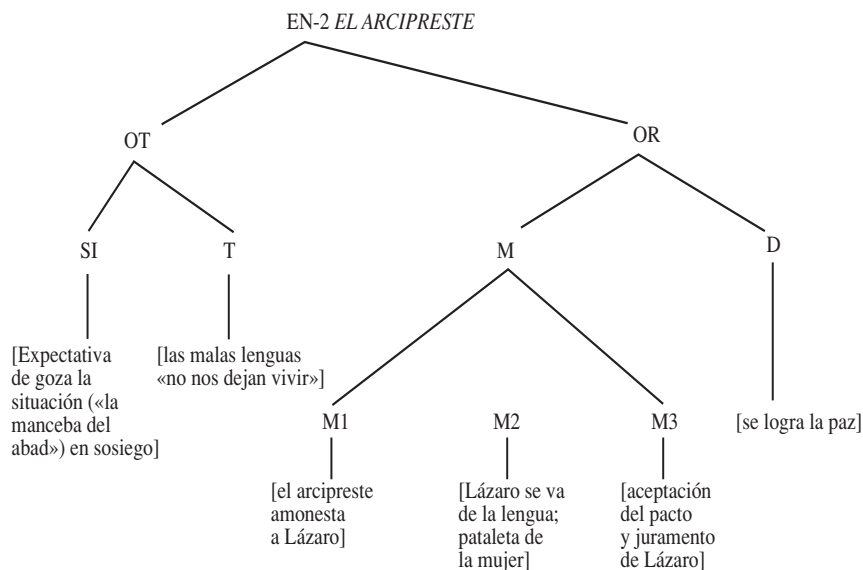 EN-2 EL ARCIPRESTE
OT
OR
SI
T
M
D
[Expectativa
de goza la
situación («la
manceba del
abad») en sosiego]
[las malas lenguas
«no nos dejan vivir»]
M1
M2
M3
[se logra la paz]
[el arcipreste
amonesta
a Lázaro]
[Lázaro se va
de la lengua;
pataleta de
la mujer]
[aceptación
del pacto
y juramento
de Lázaro]